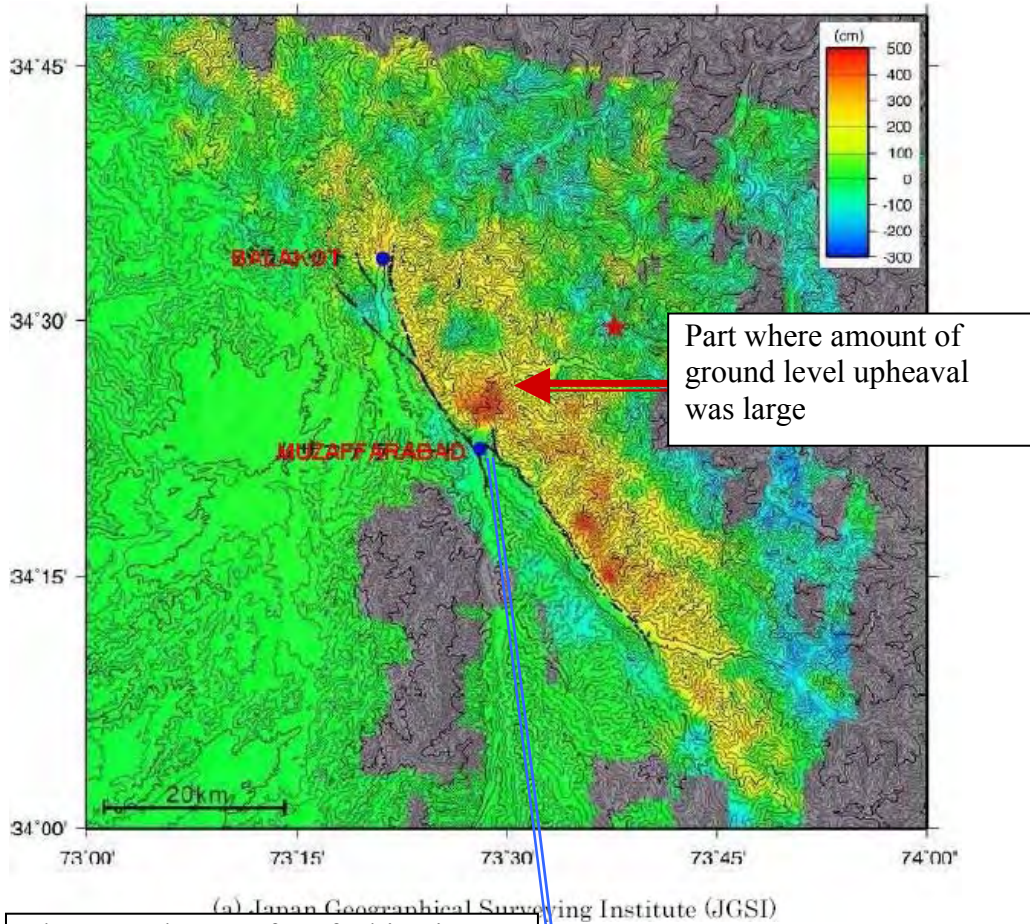 (cm)
500
400
300
200
100
0
-100
-200
-300
34°45'
BALAKOT
34°30'
Part where amount of
ground level upheaval
was large
MUZAFFARABAD
34°15'
20km
34°00'
73°00'
73°15'
73°30'
73°45'
74°00'
(a) Japan Geographical Surveying Institute (JGSI)